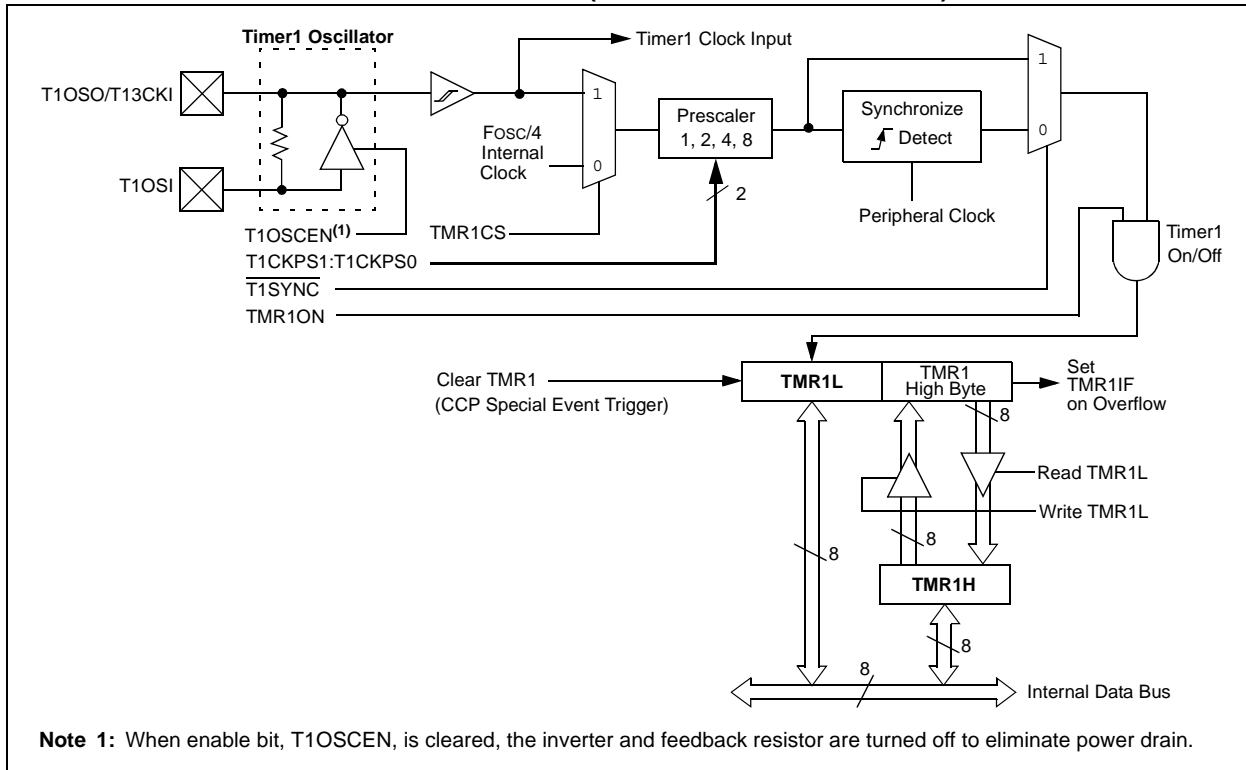 Timer1 Oscillator
Timer1 Clock Input
T1OSO/T13CKI
T1OSI
FOSC/4
Internal
Clock
1
0
Prescaler
1, 2, 4, 8
2
Synchronize
Detect
Peripheral Clock
1
0
T1OSCEN(1)
TMR1CS
T1CKPS1:T1CKPS0
T1SYNC
TMR1ON
Timer1
On/Off
Clear TMR1
(CCP Special Event Trigger)
TMR1L
TMR1
High Byte
Set
TMR1IF
on Overflow
8
Read TMR1L
Write TMR1L
8
8
TMR1H
8
8
Internal Data Bus
Note 1: When enable bit, T1OSCEN, is cleared, the inverter and feedback resistor are turned off to eliminate power drain.